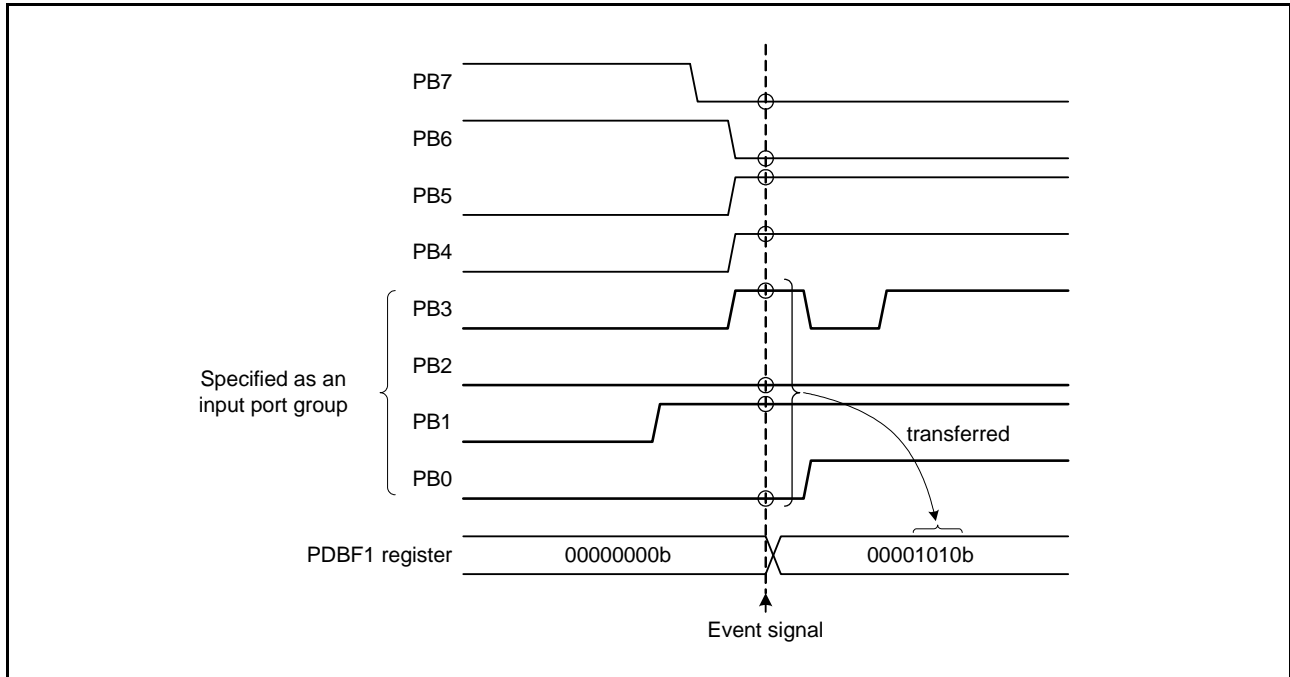 PB7
PB6
PB5
PB4
PB3
PB2
Specified as an
input port group
PB1
transferred
PB0
PDBF1 register
00000000b
00001010b
Event signal